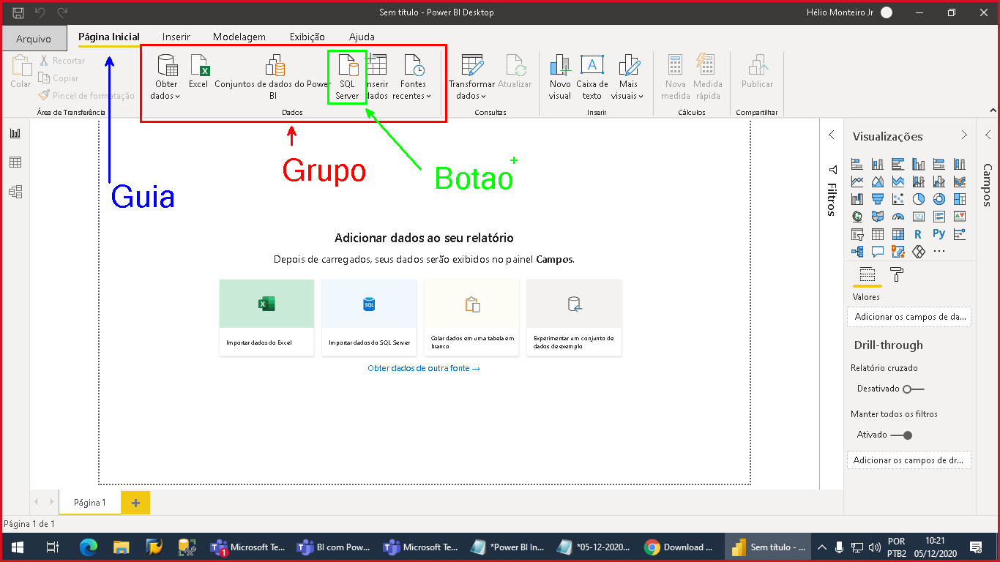 Sem título - Power BI Desktop
Hélio Monteiro Jr
Arquivo
Página Inicial
Inserir
Modelagem
Exibição
Ajuda
Colar
Recortar
Copiar
Pincel de formatação
Área de Transferência
Obter
dados
Excel
Conjuntos de dados do Power
BI
SQL
Server
Inserir
dados
Fontes
recentes
Dados
Transformar
dados
Atualizar
Consultas
Novo
visual
Caixa de
texto
Mais
visuais
Inserir
Nova
medida
Medida
rápida
Cálculos
Publicar
Compartilhar
Guia
Grupo
Botao
Adicionar dados ao seu relatório
Depois de carregados, seus dados serão exibidos no painel Campos.
SQL
Importar dados do Excel
Importar dados do SQL Server
Colar dados em uma tabela em
branco
Experimentar um conjunto de
dados de exemplo
Obter dados de outra fonte →
Filtros
Visualizações
123
R
Py
Valores
Adicionar os campos de da...
Drill-through
Relatório cruzado
Desativado
Manter todos os filtros
Ativado
Adicionar os campos de dr...
Campos
Página 1
Página 1 de 1
1
Microsoft Te...
BI com Pow...
Microsoft Te...
*Power BI In...
*05-12-2020...
Download ...
Sem título - ...
POR
PTB2
10:21
05/12/2020